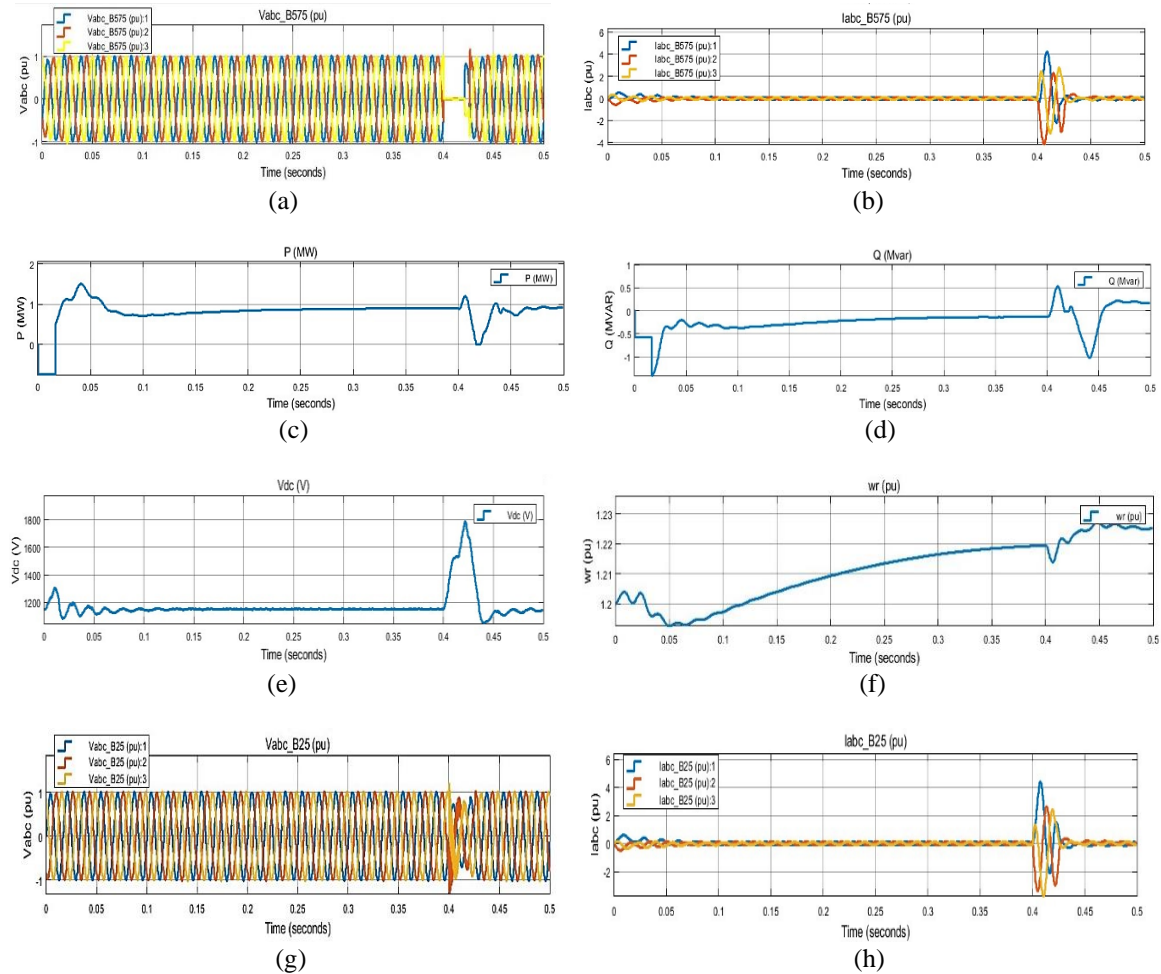 Vabc_B575 (pu)
Vabc_B575 (pu):1
Vabc_B575 (pu):2
Vabc_B575 (pu):3
Vabc (pu)
1
0
-1
0 0.05 0.1 0.15 0.2 0.25 0.3 0.35 0.4 0.45 0.5
Time (seconds)
(a)
Iabc_B575 (pu)
Iabc_B575 (pu):1
Iabc_B575 (pu):2
Iabc_B575 (pu):3
Iabc (pu)
6
4
2
0
-2
-4
0 0.05 0.1 0.15 0.2 0.25 0.3 0.35 0.4 0.45 0.5
Time (seconds)
(b)
P (MW)
P (MW)
P (MW)
2
1
0
0 0.05 0.1 0.15 0.2 0.25 0.3 0.35 0.4 0.45 0.5
Time (seconds)
(c)
Q (Mvar)
Q (Mvar)
Q (MVAR)
1
0.5
0
-0.5
-1
0 0.05 0.1 0.15 0.2 0.25 0.3 0.35 0.4 0.45 0.5
Time (seconds)
(d)
Vdc (V)
Vdc (V)
Vdc (V)
1800
1600
1400
1200
0 0.05 0.1 0.15 0.2 0.25 0.3 0.35 0.4 0.45 0.5
Time (seconds)
(e)
wr (pu)
wr (pu)
wr (pu)
1.23
1.22
1.21
1.2
0 0.05 0.1 0.15 0.2 0.25 0.3 0.35 0.4 0.45 0.5
Time (seconds)
(f)
Vabc_B25 (pu)
Vabc_B25 (pu):1
Vabc_B25 (pu):2
Vabc_B25 (pu):3
Vabc (pu)
1
0
-1
0 0.05 0.1 0.15 0.2 0.25 0.3 0.35 0.4 0.45 0.5
Time (seconds)
(g)
Iabc_B25 (pu)
Iabc_B25 (pu):1
Iabc_B25 (pu):2
Iabc_B25 (pu):3
Iabc (pu)
6
4
2
0
-2
0 0.05 0.1 0.15 0.2 0.25 0.3 0.35 0.4 0.45 0.5
Time (seconds)
(h)